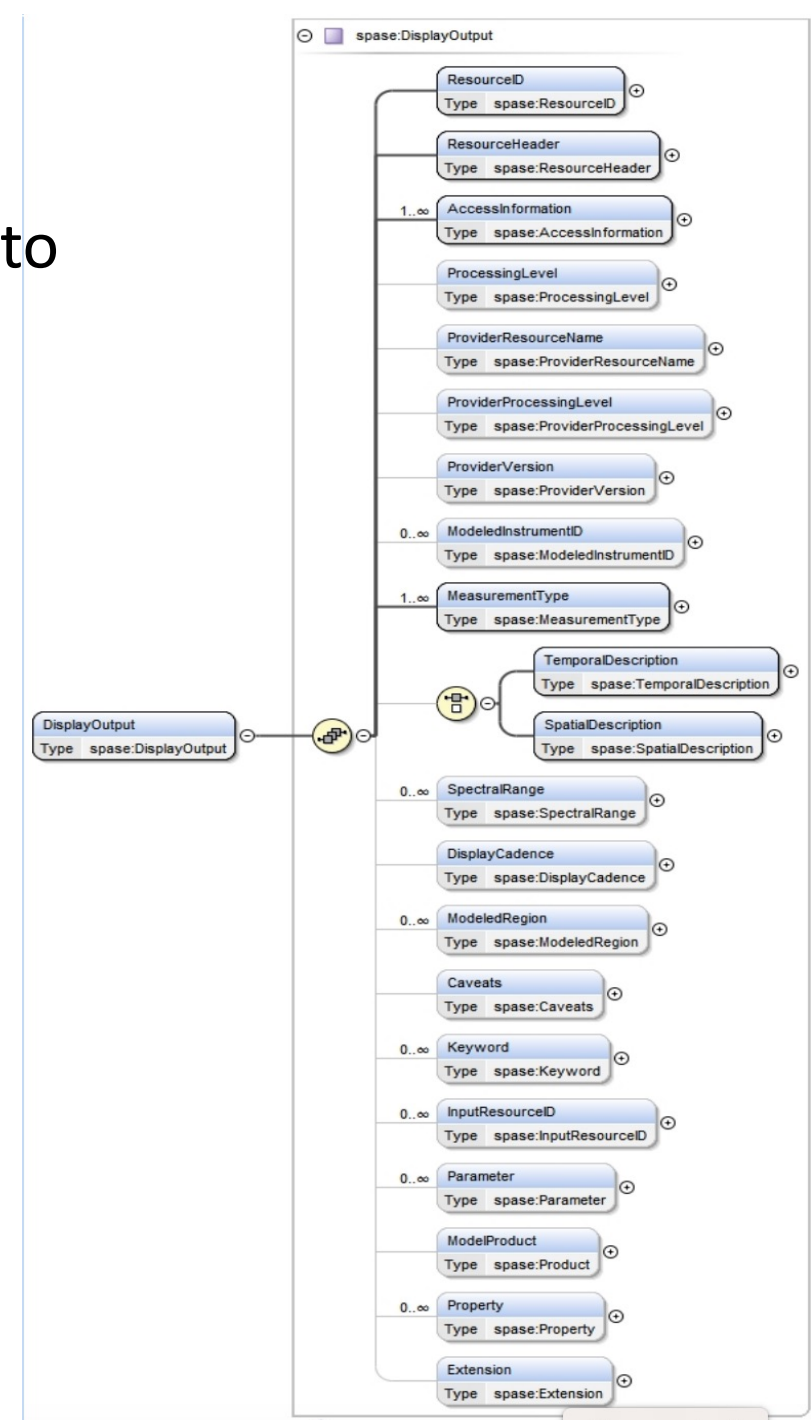 spase:DisplayOutput
ResourceID
Type spase:ResourceID
ResourceHeader
Type spase:ResourceHeader
1..∞ AccessInformation
Type spase:AccessInformation
to
ProcessingLevel
Type spase:ProcessingLevel
ProviderResourceName
Type spase:ProviderResourceName
ProviderProcessingLevel
Type spase:ProviderProcessingLevel
ProviderVersion
Type spase:ProviderVersion
0..∞ ModeledInstrumentID
Type spase:ModeledInstrumentID
1..∞ MeasurementType
Type spase:MeasurementType
TemporalDescription
Type spase:TemporalDescription
SpatialDescription
Type spase:SpatialDescription
DisplayOutput
Type spase:DisplayOutput
0..∞ SpectralRange
Type spase:SpectralRange
DisplayCadence
Type spase:DisplayCadence
0..∞ ModeledRegion
Type spase:ModeledRegion
Caveats
Type spase:Caveats
0..∞ Keyword
Type spase:Keyword
0..∞ InputResourceID
Type spase:InputResourceID
0..∞ Parameter
Type spase:Parameter
ModelProduct
Type spase:Product
0..∞ Property
Type spase:Property
Extension
Type spase:Extension